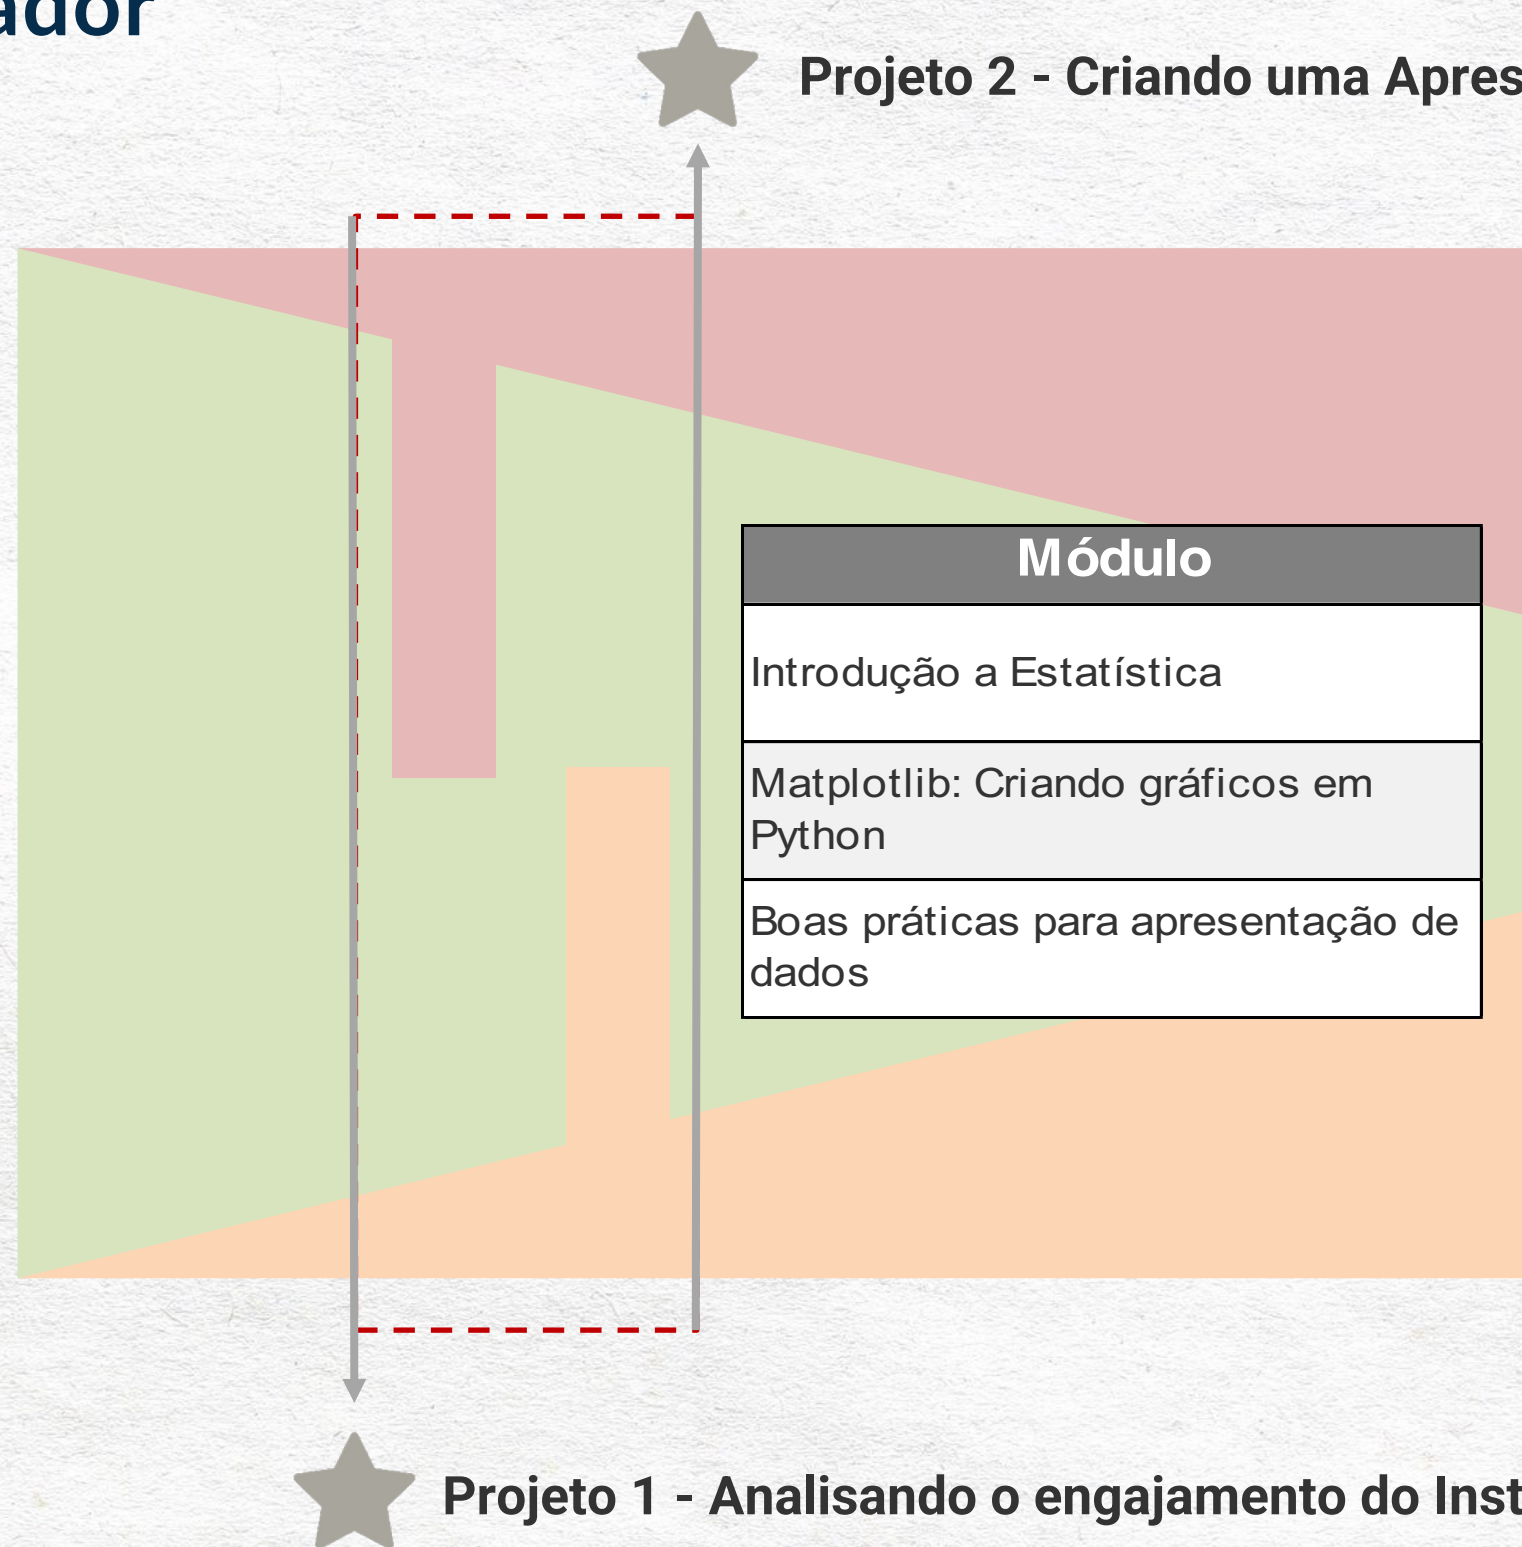 ador
Projeto 2 - Criando uma Apres
Módulo
Introdução a Estatística
Matplotlib: Criando gráficos em
Python
Boas práticas para apresentação de
dados
Projeto 1 - Analisando o engajamento do Inst